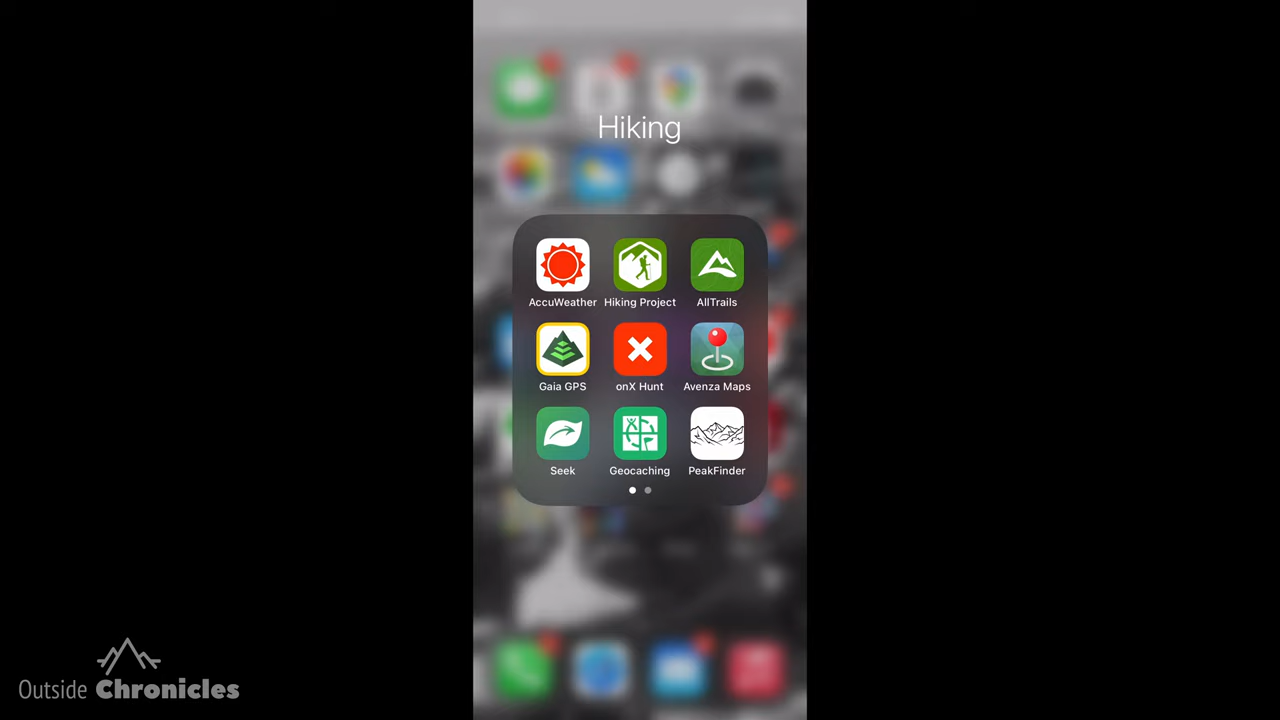 Hiking
AccuWeather Hiking Project AllTrails
Gaia GPS onX Hunt Avenza Maps
Seek Geocaching PeakFinder
Outside Chronicles